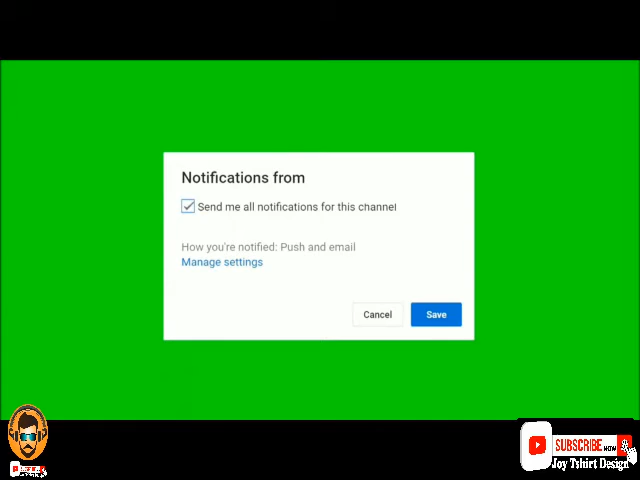 Notifications from
Send me all notifications for this channel
How you're notified: Push and email
Manage settings
Cancel
Save
SUBSCRIBE NOW
Joy Tshirt Design